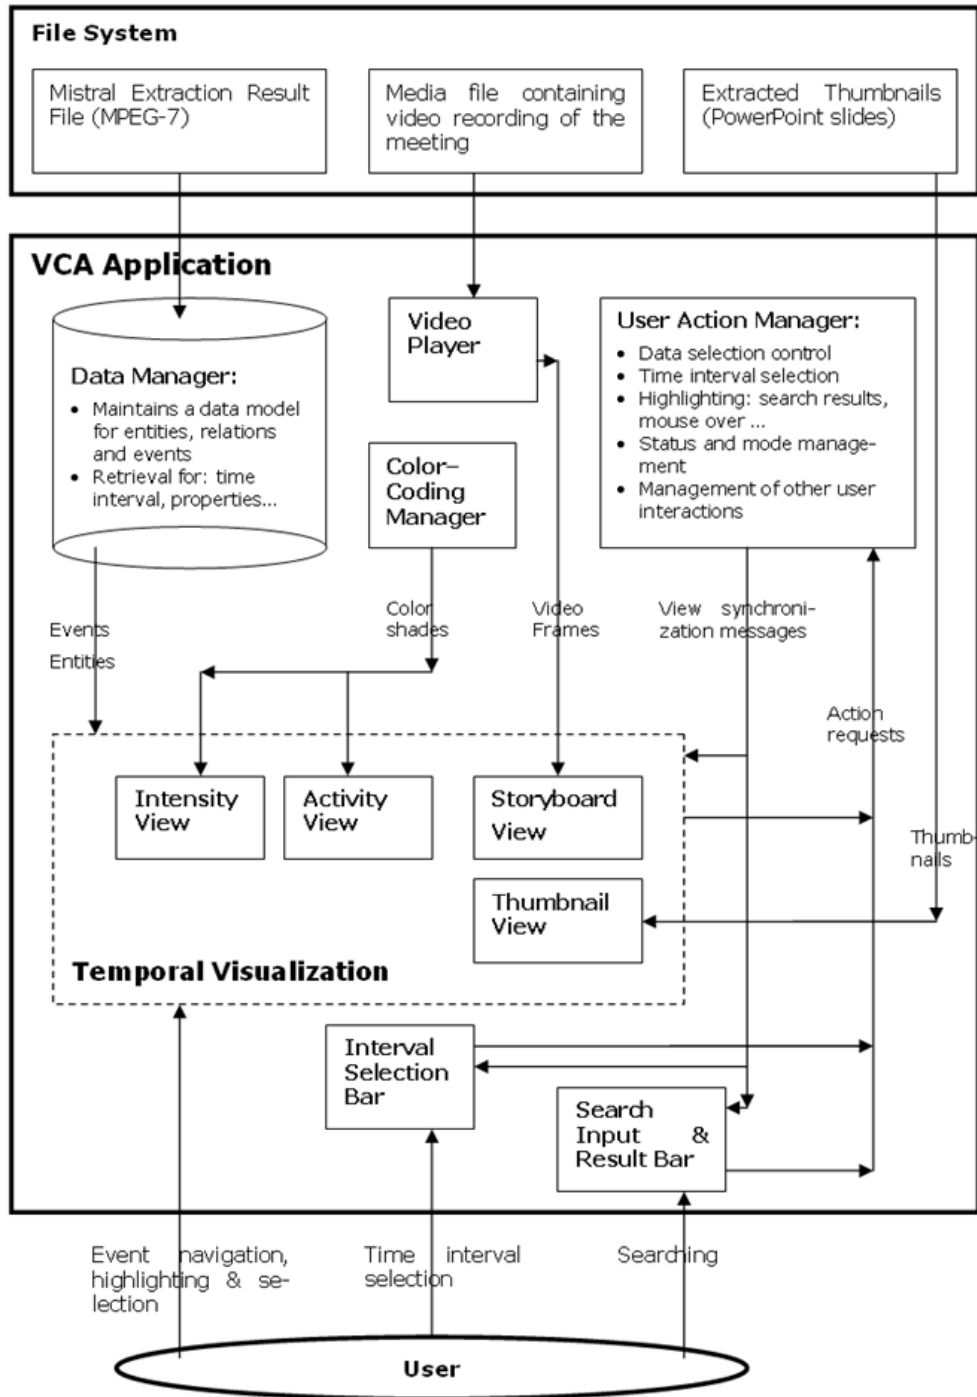 File System
Mistral Extraction Result
File (MPEG-7)
Media file containing
video recording of the
meeting
Extracted Thumbnails
(PowerPoint slides)
VCA Application
Data Manager:
• Maintains a data model
for entities, relations
and events
• Retrieval for: time
interval, properties...
Video
Player
Color–
Coding
Manager
User Action Manager:
• Data selection control
• Time interval selection
• Highlighting: search results,
mouse over ...
• Status and mode manage-
ment
• Management of other user
interactions
Events
Entities
Color
shades
Video
Frames
View synchroni-
zation messages
Action
requests
Thumb-
nails
Intensity
View
Activity
View
Storyboard
View
Thumbnail
View
Temporal Visualization
Interval
Selection
Bar
Search
Input &
Result Bar
Event navigation,
highlighting & se-
lection
Time interval
selection
Searching
User